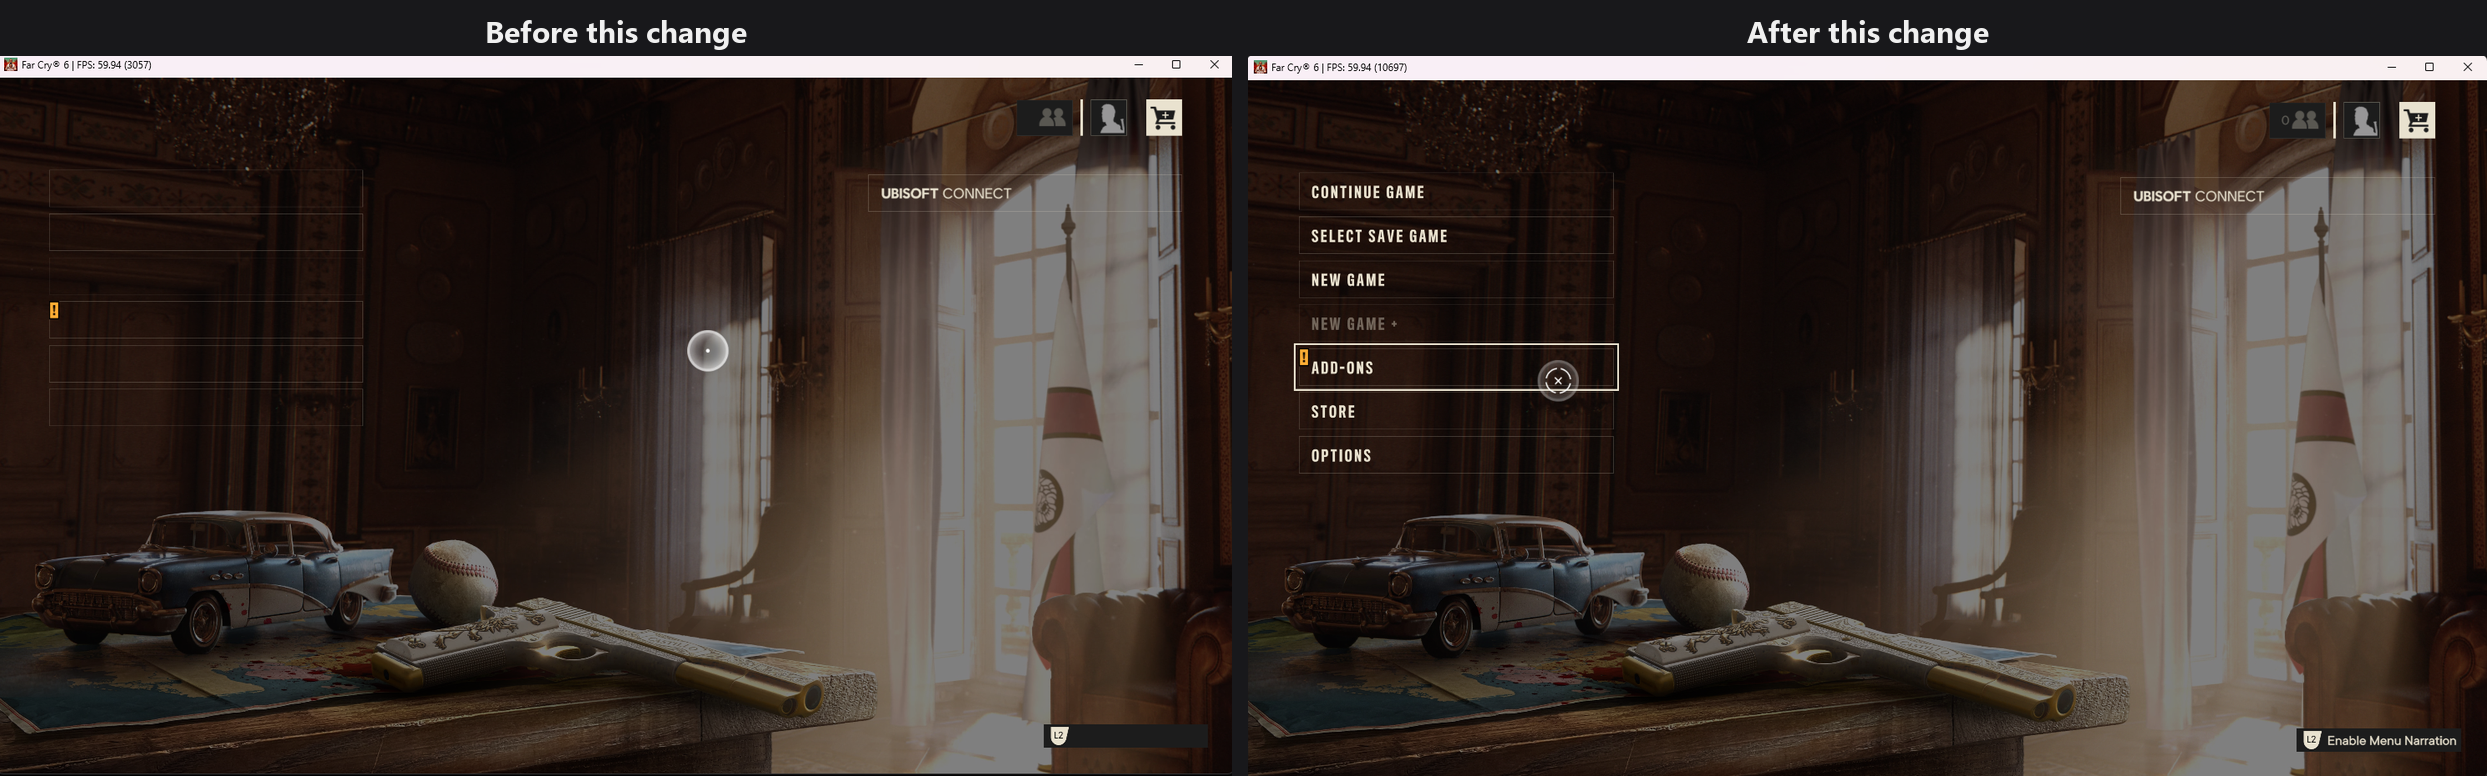 Before this change
After this change
Far Cry® 6 | FPS: 59.94 (3057)
!
UBISOFT CONNECT
L2
Far Cry® 6 | FPS: 59.94 (10697)
0
UBISOFT CONNECT
CONTINUE GAME
SELECT SAVE GAME
NEW GAME
NEW GAME +
!
ADD-ONS
STORE
OPTIONS
L2 Enable Menu Narration